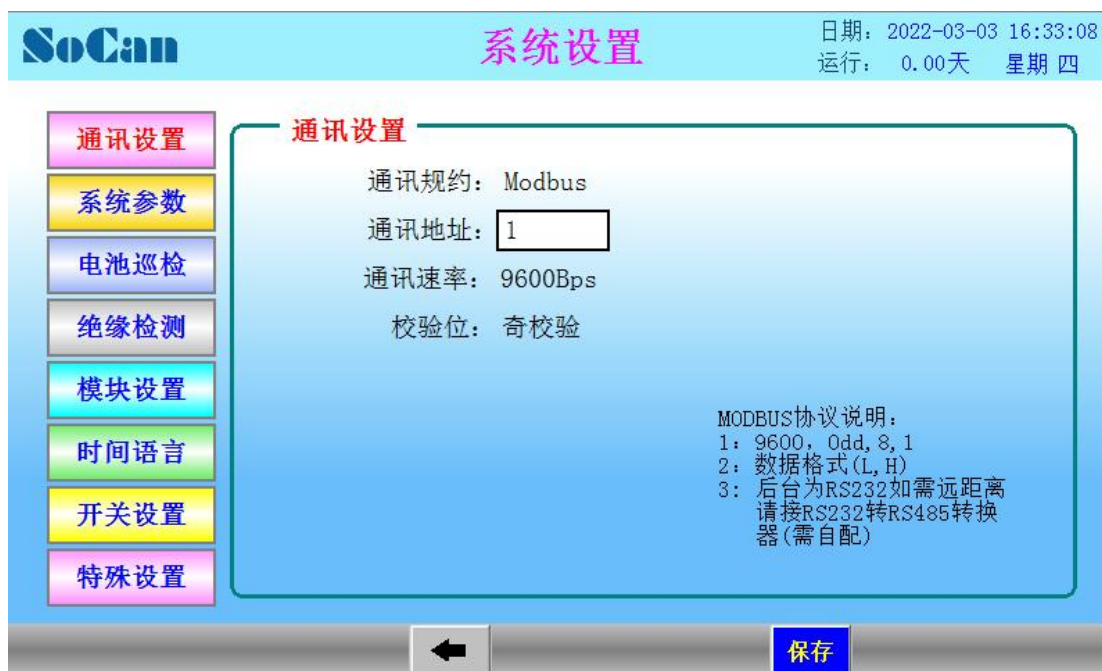 SoCan
系统设置
日期: 2022-03-03 16:33:08
运行: 0.00天 星期 四
通讯设置
系统参数
电池巡检
绝缘检测
模块设置
时间语言
开关设置
特殊设置
通讯设置
通讯规约: Modbus
通讯地址: 1
通讯速率: 9600Bps
校验位: 奇校验
MODBUS协议说明:
1: 9600, Odd,8,1
2: 数据格式(L,H)
3: 后台为RS232如需远距离
请接RS232转RS485转换
器(需自配)
保存